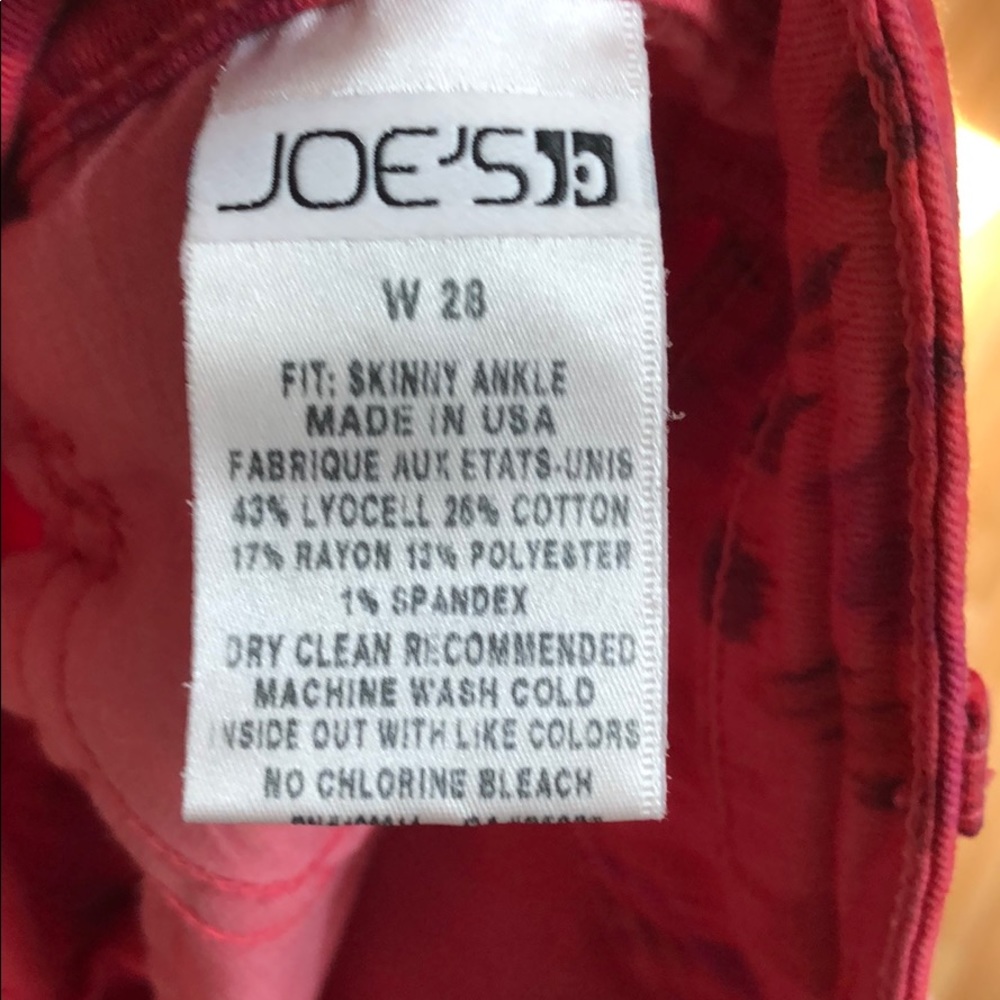 JOE'S
W 28
FIT: SKINNY ANKLE
MADE IN USA
FABRIQUE AUX ETATS-UNIS
43% LYOCELL 26% COTTON
17% RAYON 13% POLYESTER
1% SPANDEX
DRY CLEAN RECOMMENDED
MACHINE WASH COLD
INSIDE OUT WITH LIKE COLORS
NO CHLORINE BLEACH